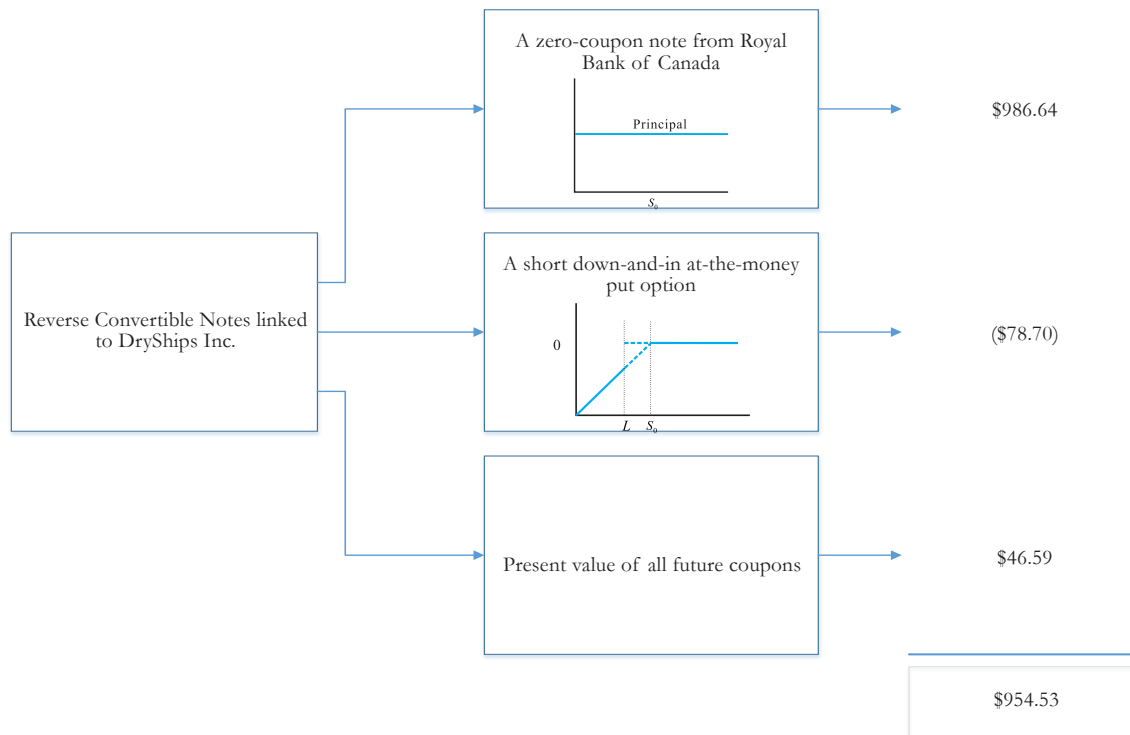 A zero-coupon note from Royal
Bank of Canada
Principal
S₀
$986.64
Reverse Convertible Notes linked
to DryShips Inc.
A short down-and-in at-the-money
put option
0
L S₀
($78.70)
Present value of all future coupons
$46.59
$954.53